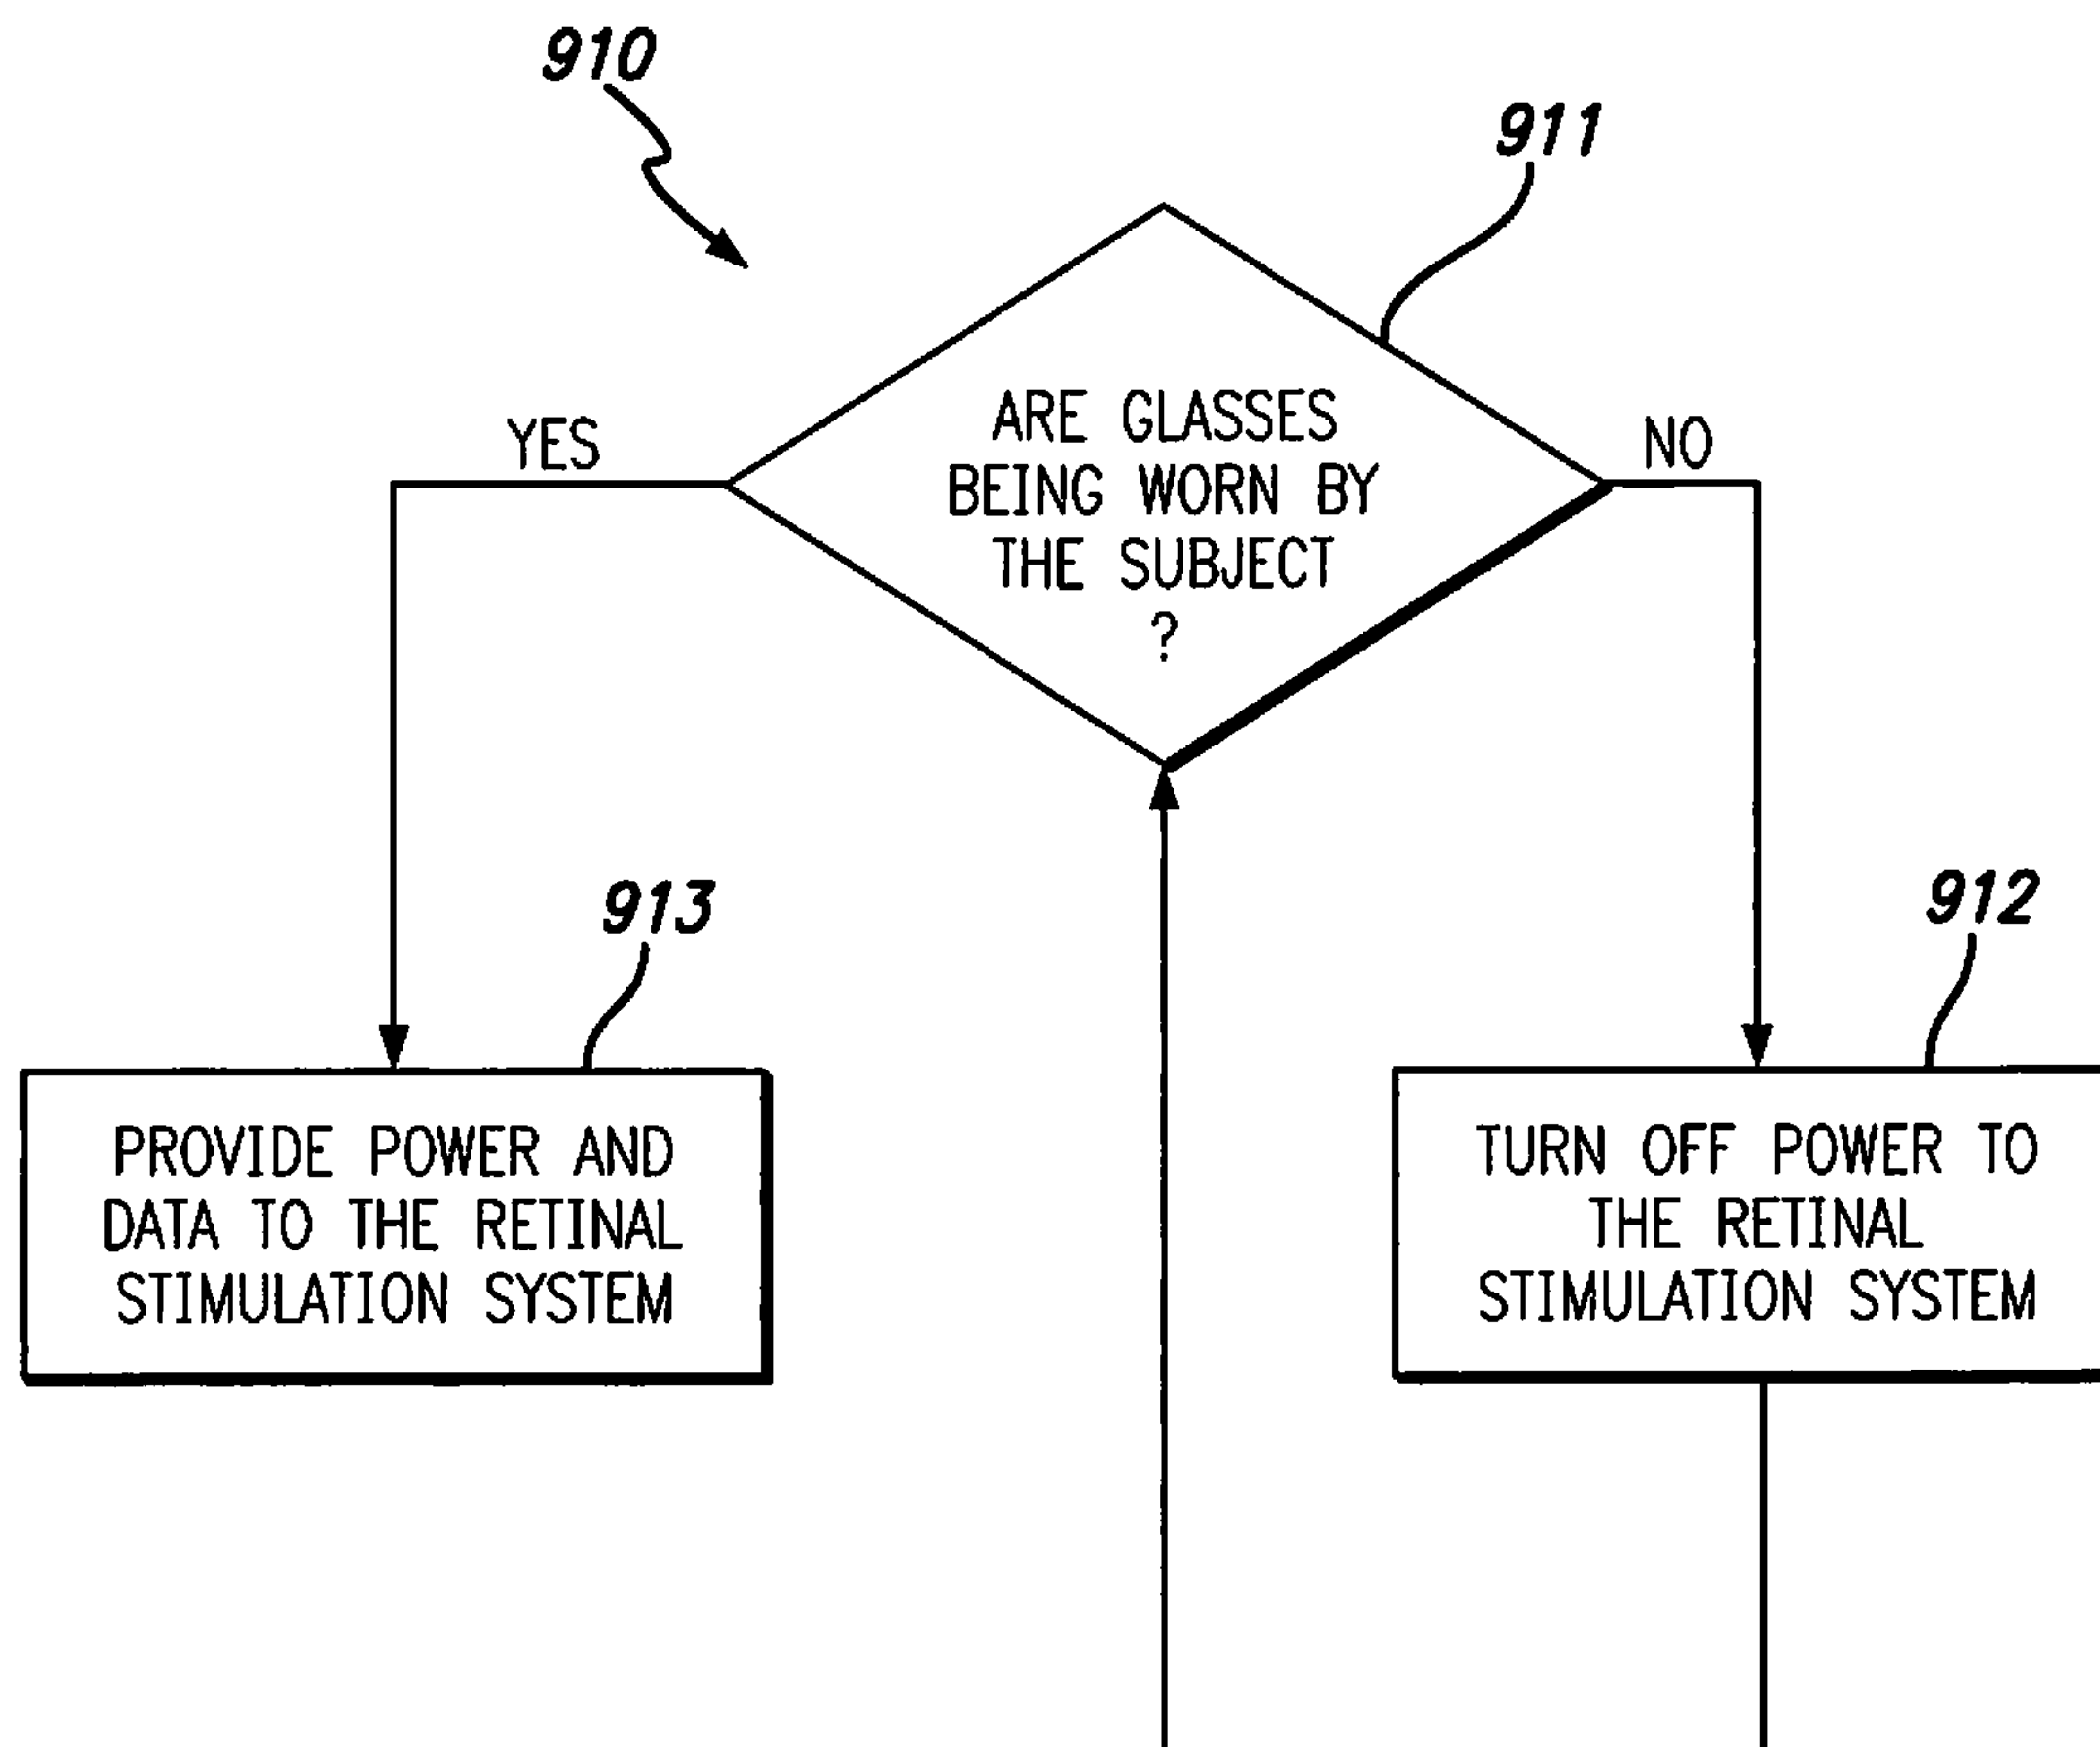 910
911
ARE GLASSES
BEING WORN BY
THE SUBJECT
?
YES
NO
913
912
PROVIDE POWER AND
DATA TO THE RETINAL
STIMULATION SYSTEM
TURN OFF POWER TO
THE RETINAL
STIMULATION SYSTEM